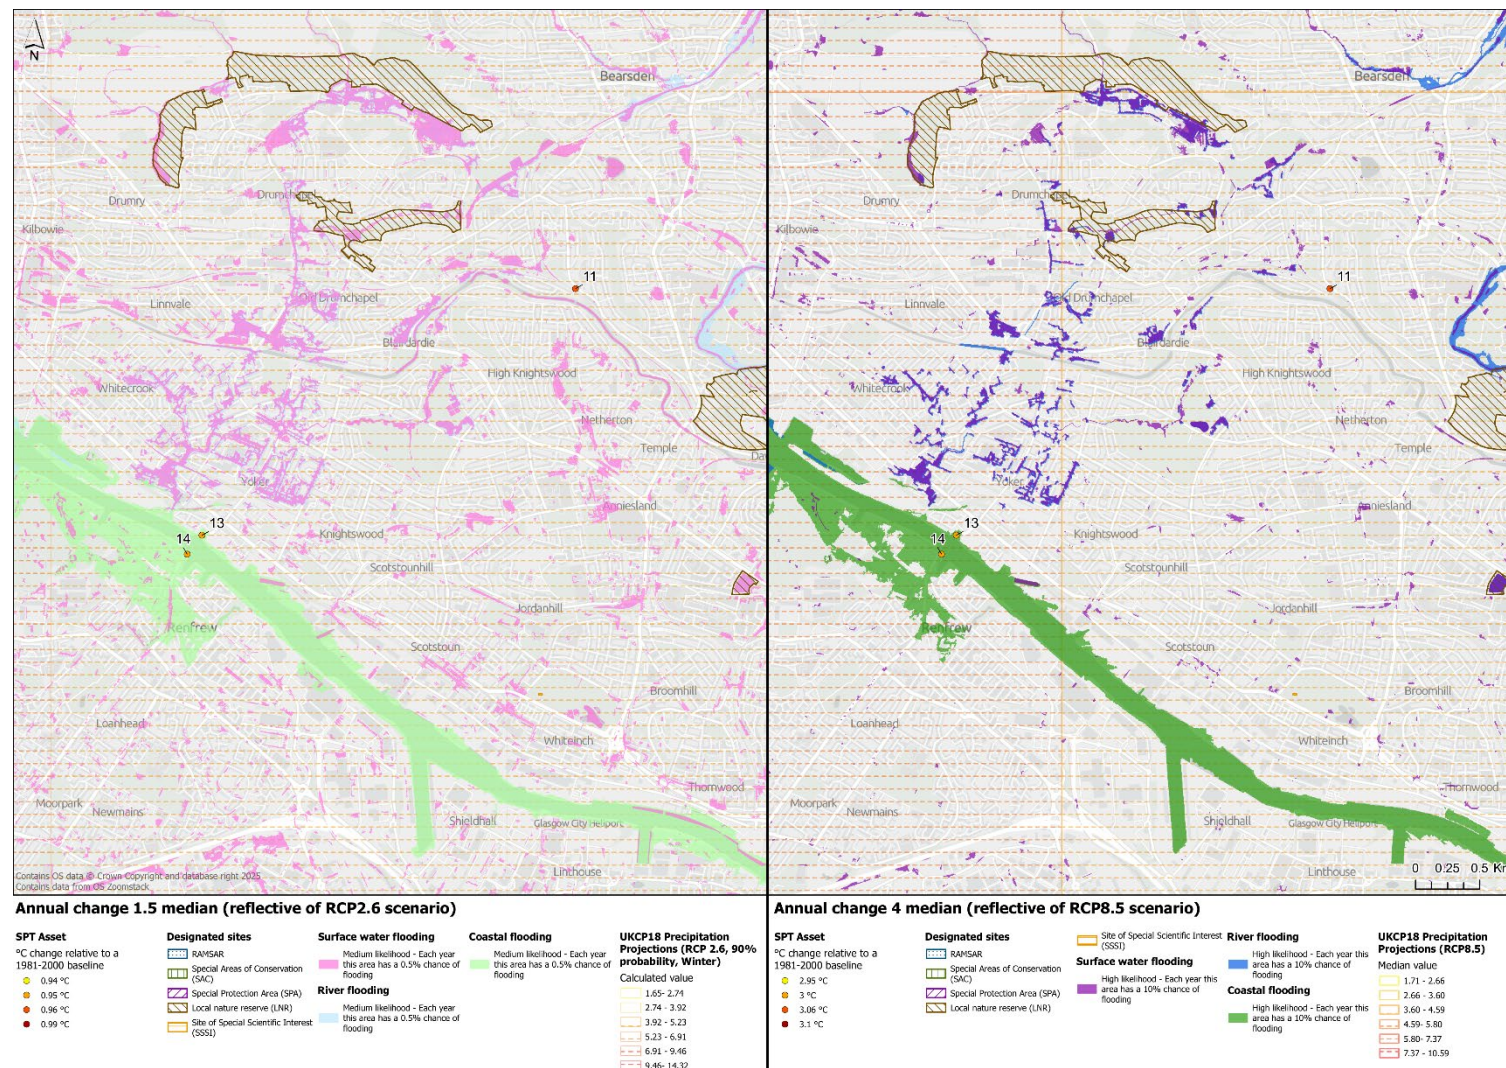 N
Bearsden
Drumry
Drumchapel
Kilbowie
11
Linnvale
Old Drumchapel
Blairdardie
High Knightswood
Whitecrook
Netherton
Temple
Yoker
Anniesland
13
14
Knightswood
Scotstounhill
Jordanhill
Renfrew
Scotstoun
Broomhill
Loanhead
Whiteinch
Thornwood
Moorpark
Newmains
Shieldhall
Glasgow City Heliport
Linthouse
Contains OS data © Crown Copyright and database right 2025
Contains data from OS Zoomstack
Bearsden
Drumry
Drumchapel
Kilbowie
11
Linnvale
Old Drumchapel
Blairdardie
High Knightswood
Whitecrook
Netherton
Temple
Yoker
Anniesland
13
14
Knightswood
Scotstounhill
Jordanhill
Renfrew
Scotstoun
Broomhill
Loanhead
Whiteinch
Thornwood
Moorpark
Newmains
Shieldhall
Glasgow City Heliport
Linthouse
0 0.25 0.5
Annual change 1.5 median (reflective of RCP2.6 scenario)
SPT Asset
°C change relative to a
1981-2000 baseline
0.94 °C
0.95 °C
0.96 °C
0.99 °C
Designated sites
RAMSAR
Special Areas of Conservation
(SAC)
Special Protection Area (SPA)
Local nature reserve (LNR)
Site of Special Scientific Interest
(SSSI)
Surface water flooding
Medium likelihood - Each year
this area has a 0.5% chance of
flooding
River flooding
Medium likelihood - Each year
this area has a 0.5% chance of
flooding
Coastal flooding
Medium likelihood - Each year
this area has a 0.5% chance of
flooding
UKCP18 Precipitation
Projections (RCP 2.6, 90%
probability, Winter)
Calculated value
1.65- 2.74
2.74 - 3.92
3.92 - 5.23
5.23 - 6.91
6.91 - 9.46
9.46- 14.32
Annual change 4 median (reflective of RCP8.5 scenario)
SPT Asset
°C change relative to a
1981-2000 baseline
2.95 °C
3 °C
3.06 °C
3.1 °C
Designated sites
RAMSAR
Special Areas of Conservation
(SAC)
Special Protection Area (SPA)
Local nature reserve (LNR)
Site of Special Scientific Interest
(SSSI)
Surface water flooding
High likelihood - Each year this
area has a 10% chance of
flooding
River flooding
High likelihood - Each year this
area has a 10% chance of
flooding
Coastal flooding
High likelihood - Each year this
area has a 10% chance of
flooding
UKCP18 Precipitation
Projections (RCP8.5)
Median value
1.71 - 2.66
2.66 - 3.60
3.60 - 4.59
4.59- 5.80
5.80- 7.37
7.37 - 10.59